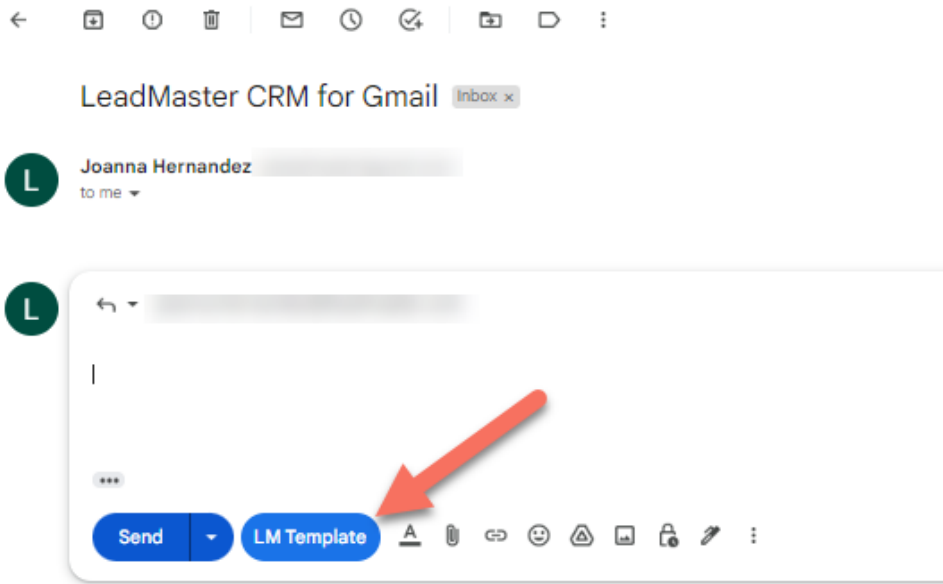 LeadMaster CRM for Gmail Inbox ×
L
Joanna Hernandez
to me
L
Send LM Template A